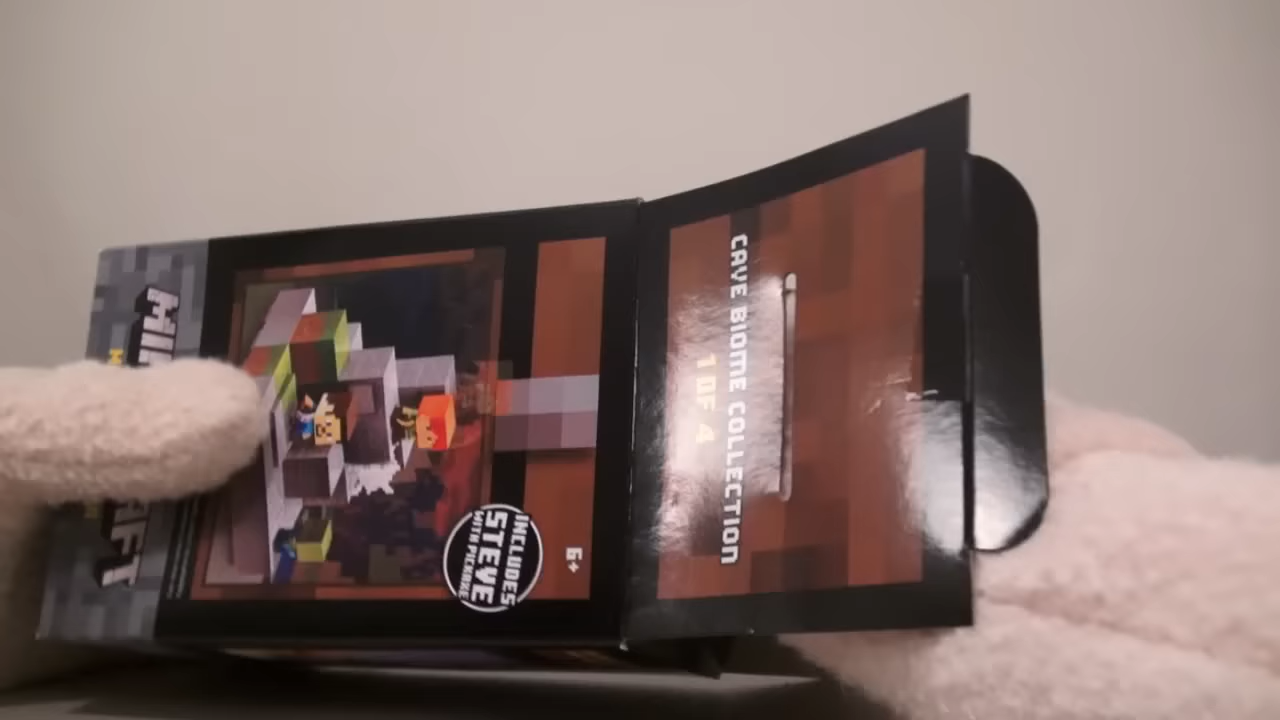 CAVE BIOME COLLECTION
1 OF 4
6+
INCLUDES
STEVE
WITH PICKAXE!